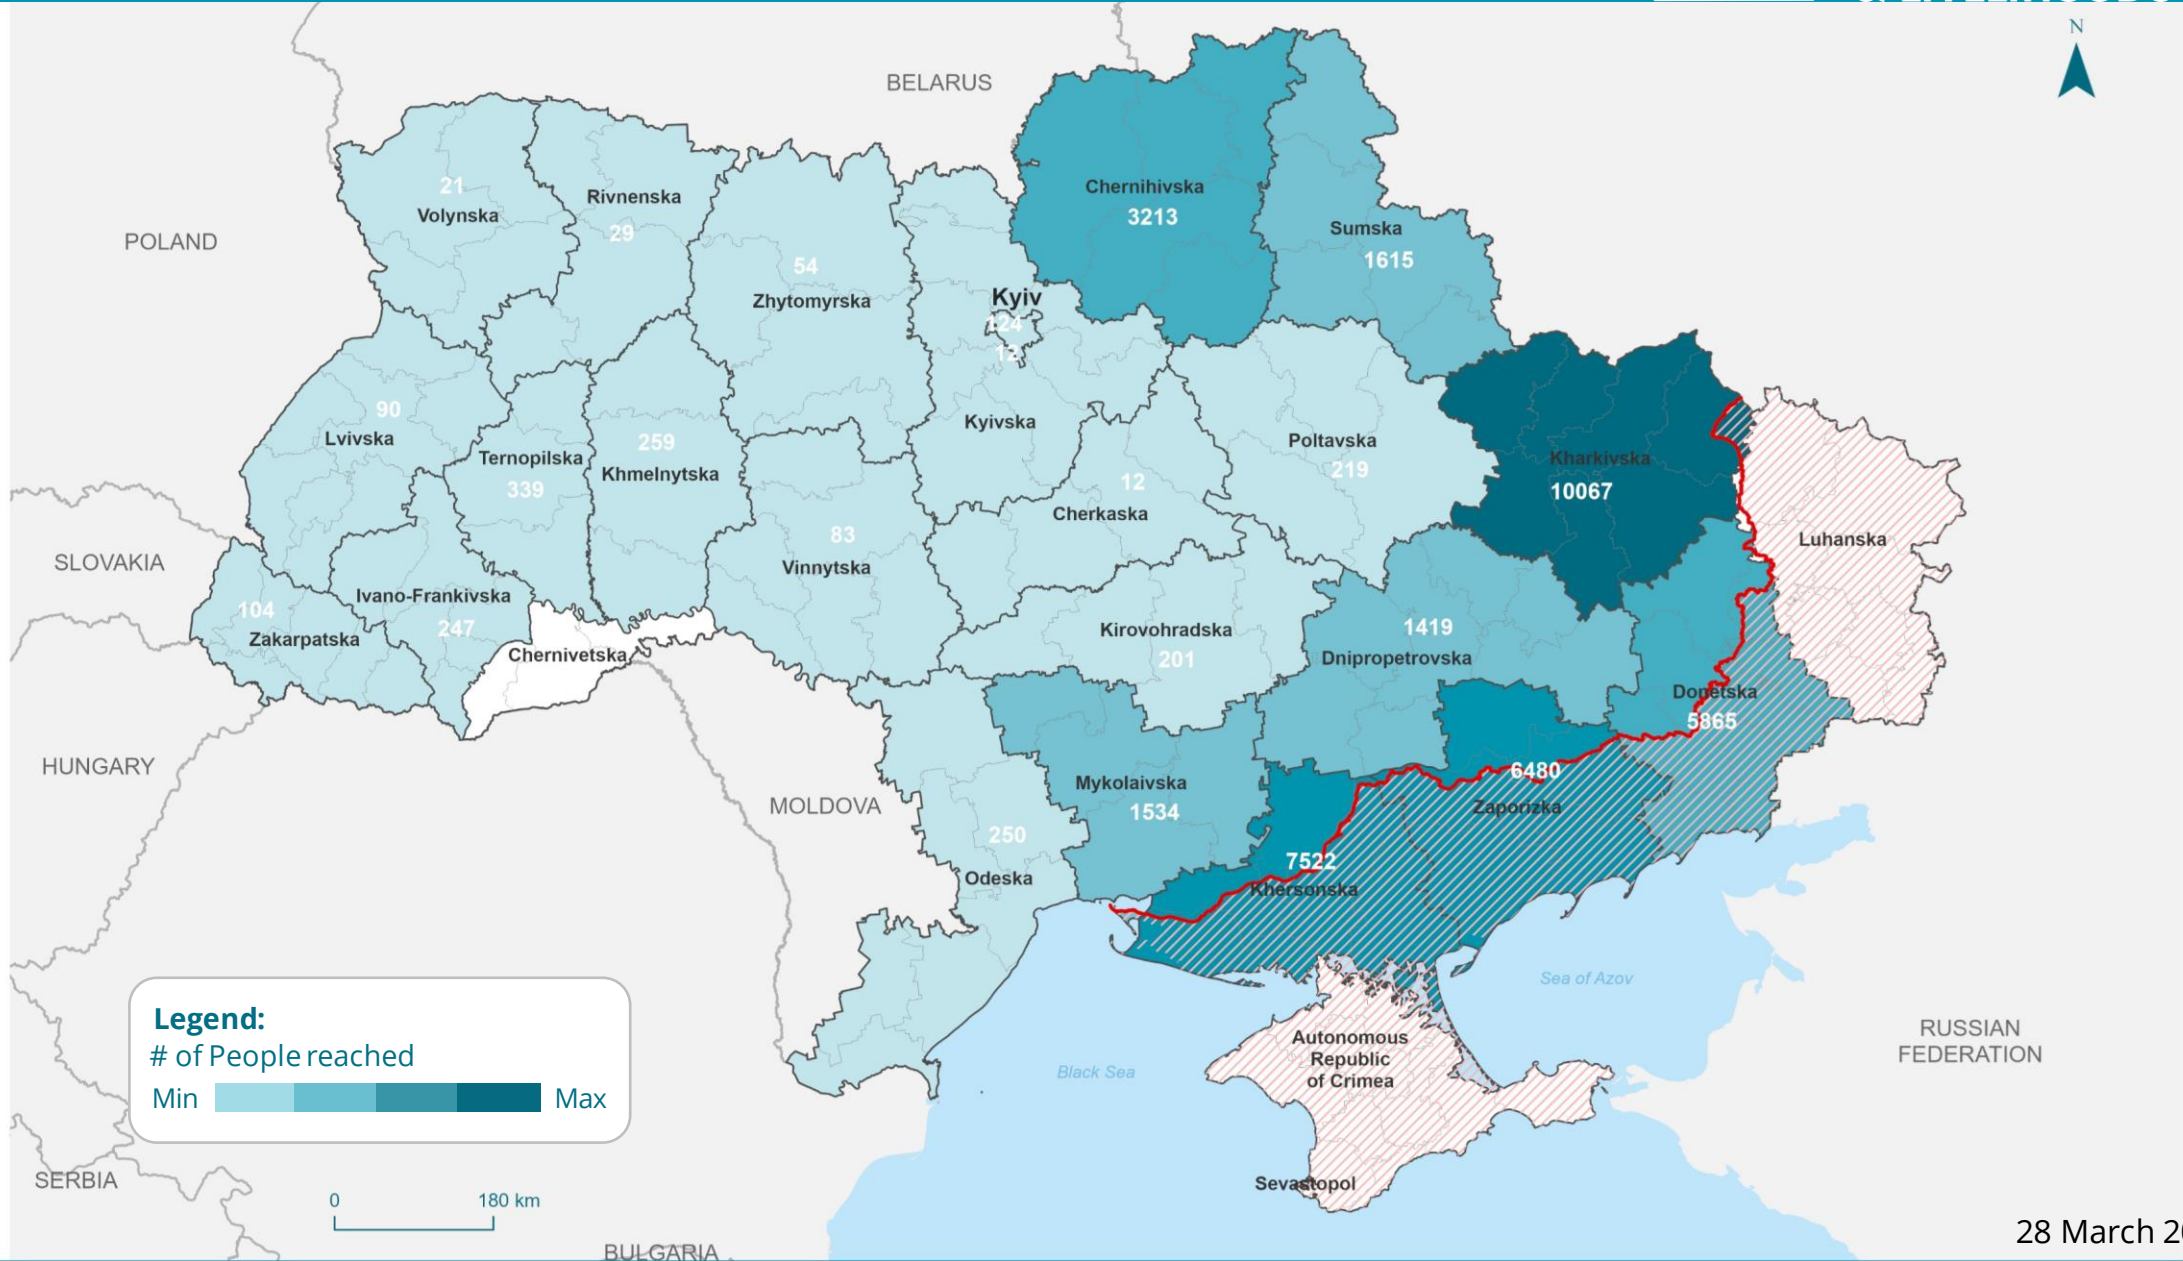 N
BELARUS
21
Volynska
Rivnenska
29
Chernihivska
3213
Sumska
1615
POLAND
54
Zhytomyrska
Kyiv
124
12
90
Lvivska
Ternopilska
339
259
Khmelnytska
Kyivska
12
Cherkaska
Poltavska
219
Kharkivska
10067
Luhanska
83
Vinnytska
SLOVAKIA
104
Zakarpatska
Ivano-Frankivska
247
Chernivetska
Kirovohradska
201
1419
Dnipropetrovska
Donetska
5865
HUNGARY
MOLDOVA
Mykolaivska
1534
6480
Zaporizka
250
Odeska
7522
Khersonska
Sea of Azov
Black Sea
Autonomous
Republic
of Crimea
Sevastopol
RUSSIAN
FEDERATION
Legend:
# of People reached
Min
Max
SERBIA
0
180 km
BULGARIA
28 March